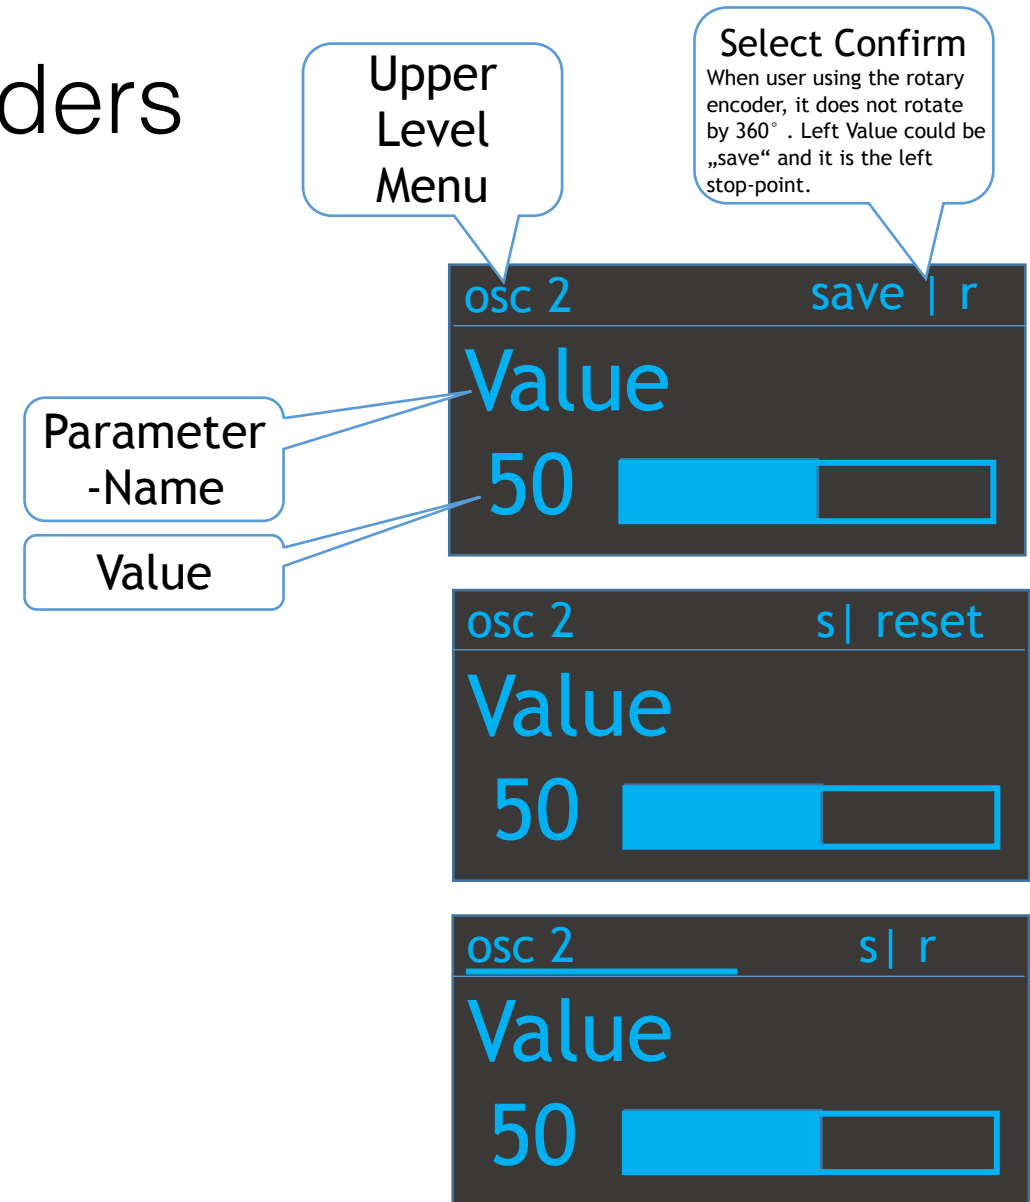 ders
Upper
Level
Menu
Select Confirm
When user using the rotary
encoder, it does not rotate
by 360° . Left Value could be
„save“ and it is the left
stop-point.
osc 2 save | r
Value
50
Parameter
-Name
Value
osc 2 s| reset
Value
50
osc 2 s| r
Value
50